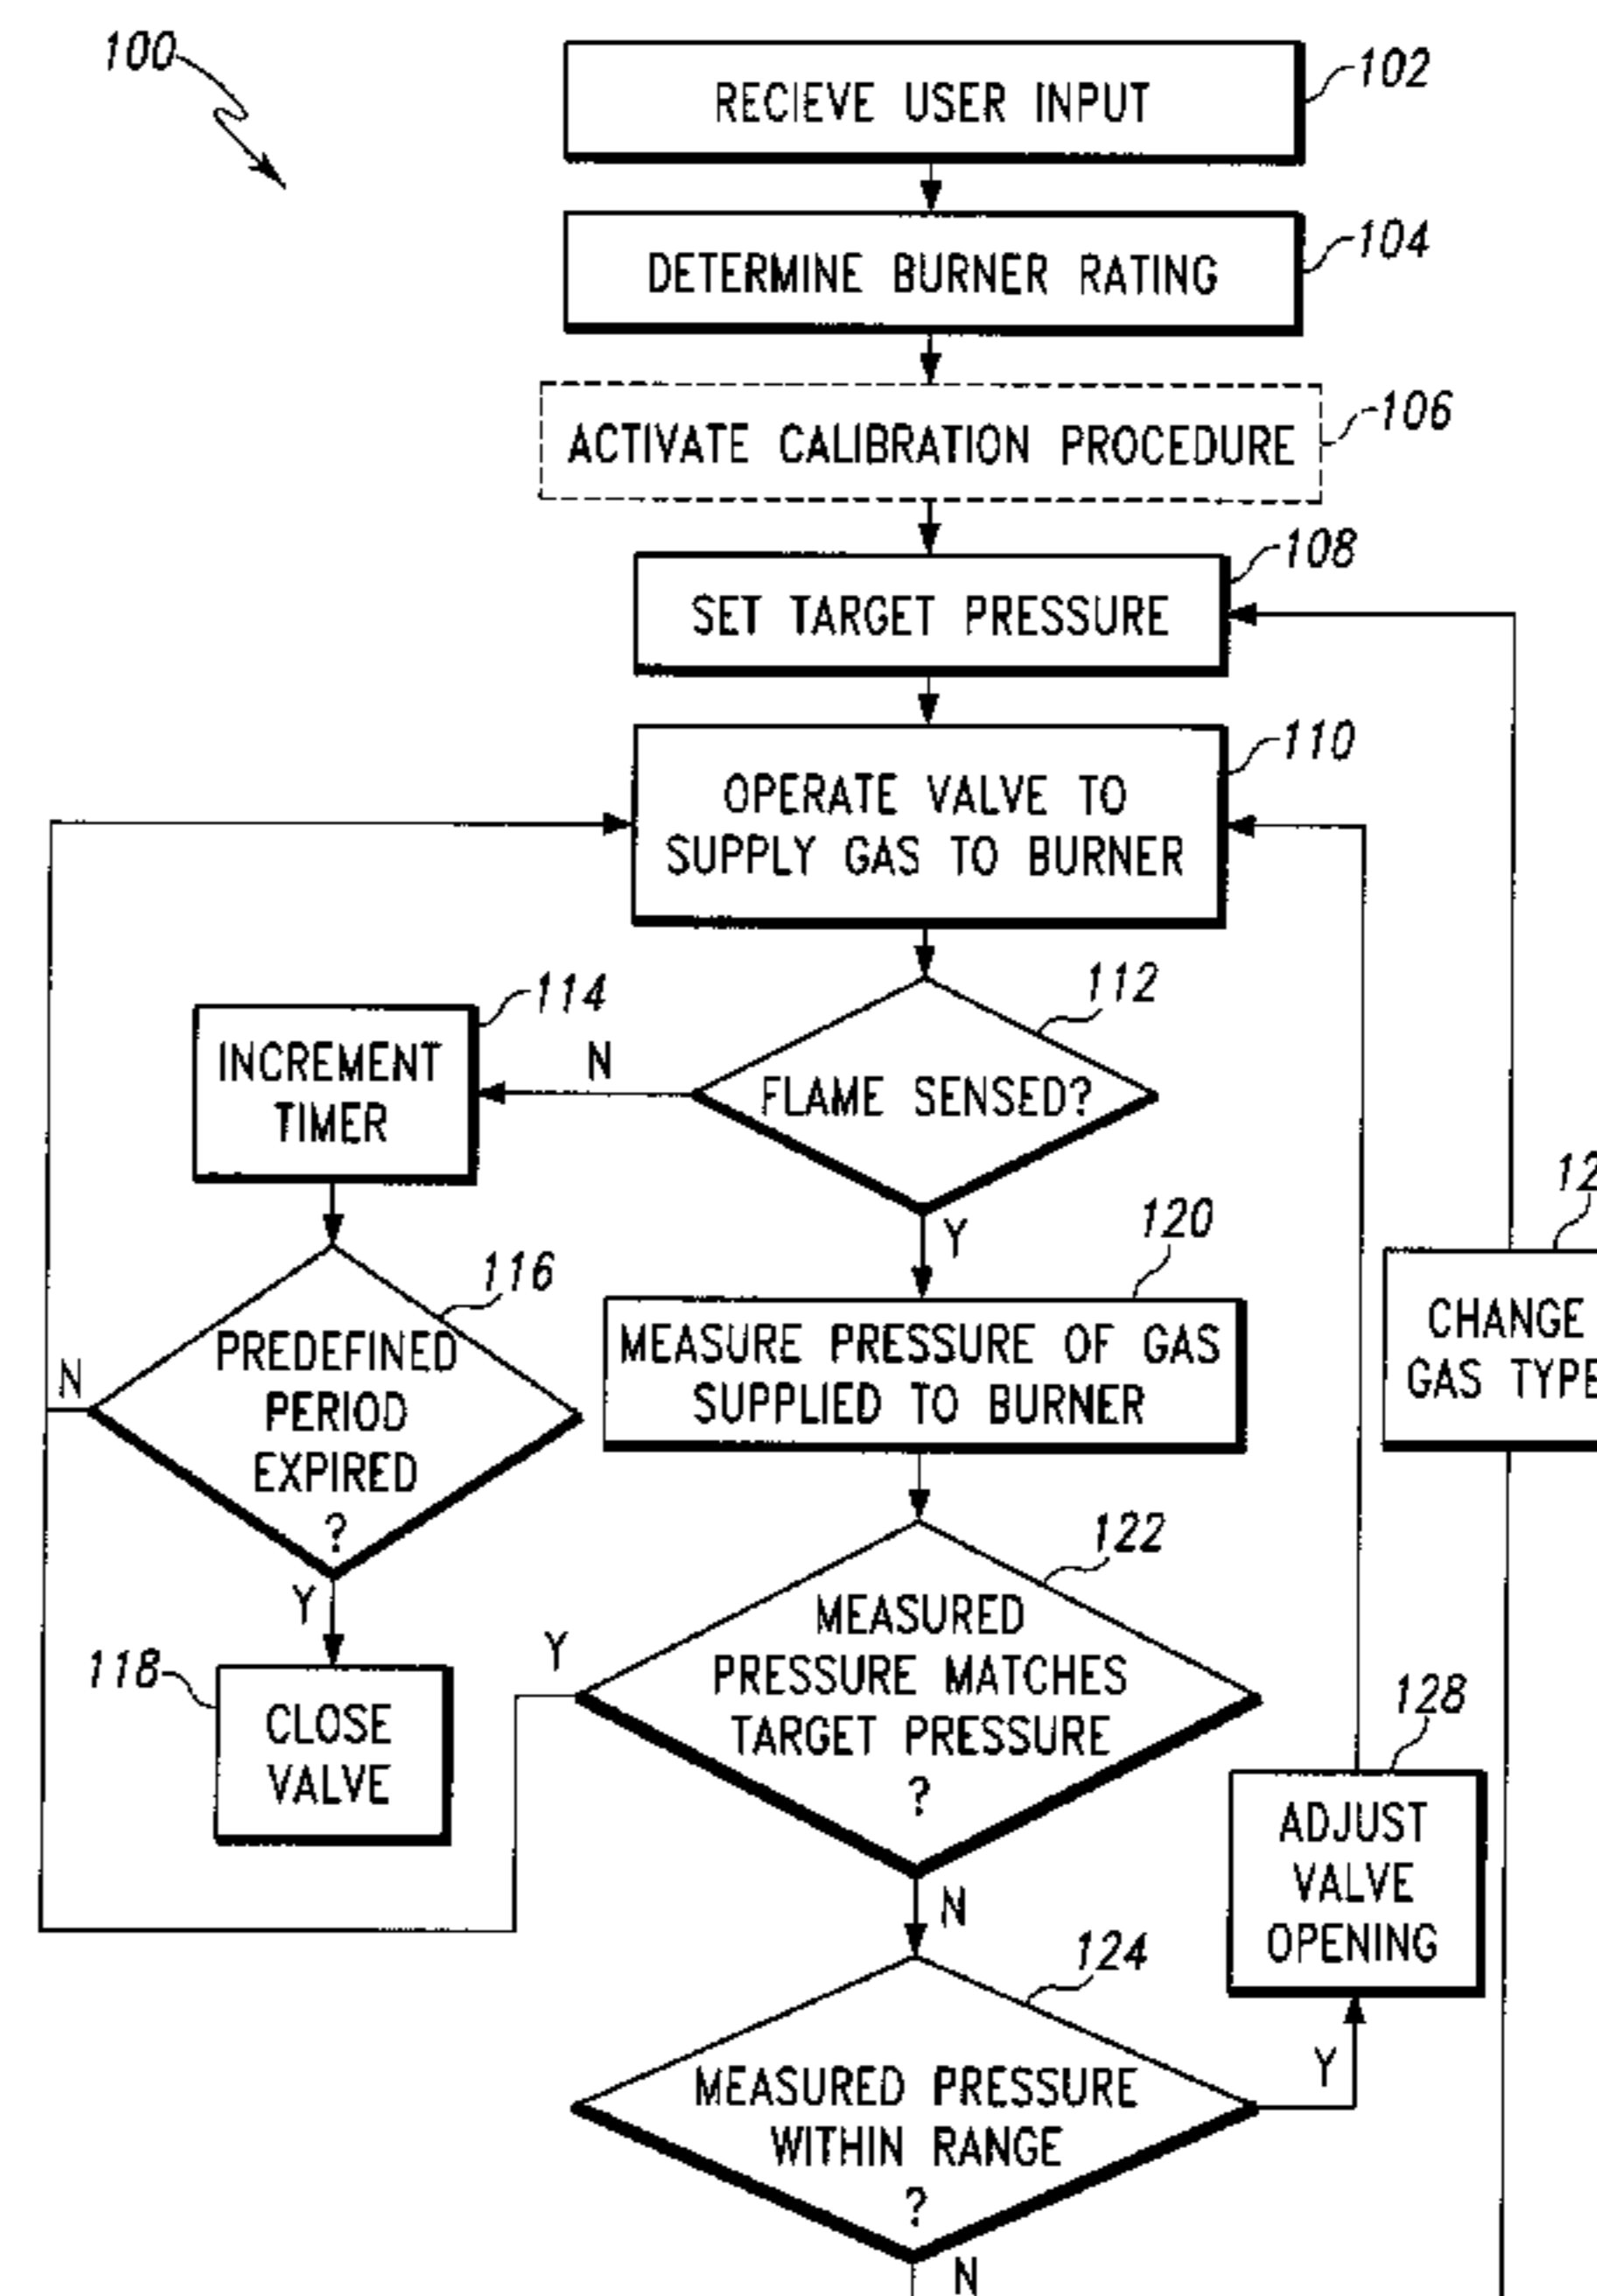 100
RECIEVE USER INPUT
102
DETERMINE BURNER RATING
104
ACTIVATE CALIBRATION PROCEDURE
106
SET TARGET PRESSURE
108
OPERATE VALVE TO
SUPPLY GAS TO BURNER
110
FLAME SENSED?
112
N
Y
INCREMENT
TIMER
114
PREDEFINED
PERIOD
EXPIRED
?
116
N
Y
CLOSE
VALVE
118
MEASURE PRESSURE OF GAS
SUPPLIED TO BURNER
120
MEASURED
PRESSURE MATCHES
TARGET PRESSURE
?
122
Y
N
MEASURED PRESSURE
WITHIN RANGE
?
124
Y
N
ADJUST
VALVE
OPENING
128
CHANGE
GAS TYPE